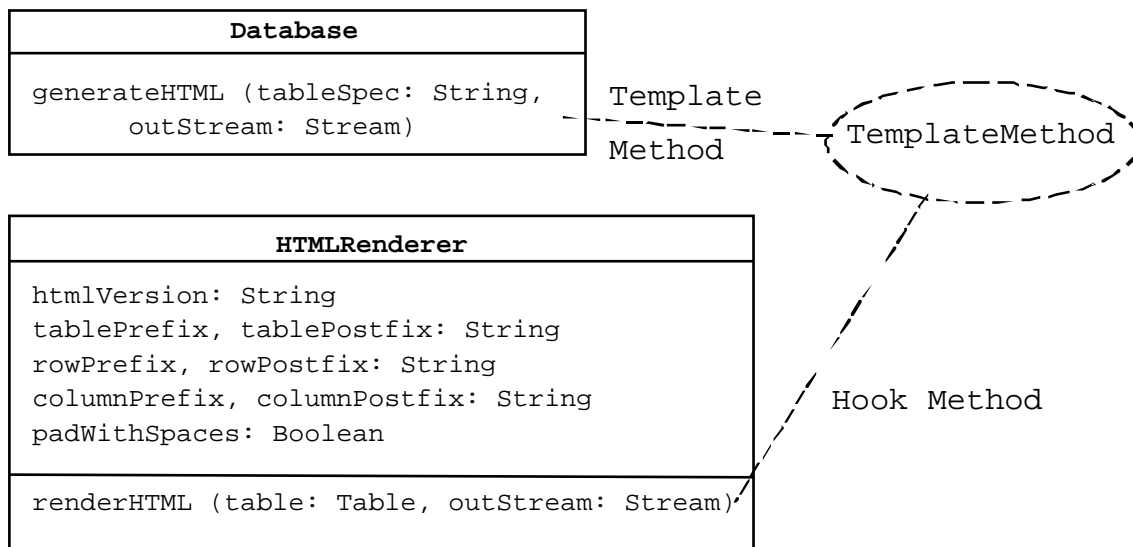 Database
generateHTML (tableSpec: String,
outStream: Stream)
Template
Method
TemplateMethod
HTMLRenderer
htmlVersion: String
tablePrefix, tablePostfix: String
rowPrefix, rowPostfix: String
columnPrefix, columnPostfix: String
padWithSpaces: Boolean
Hook Method
renderHTML (table: Table, outStream: Stream)